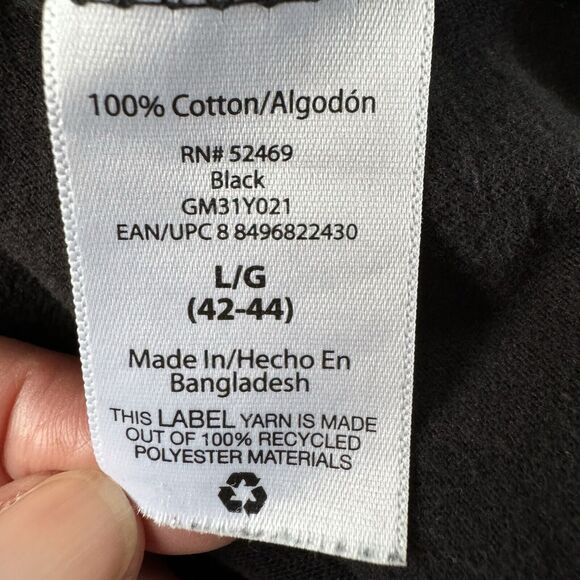 100% Cotton/Algodón
RN# 52469
Black
GM31Y021
EAN/UPC 8 8496822430
L/G
(42-44)
Made In/Hecho En
Bangladesh
THIS LABEL YARN IS MADE
OUT OF 100% RECYCLED
POLYESTER MATERIALS